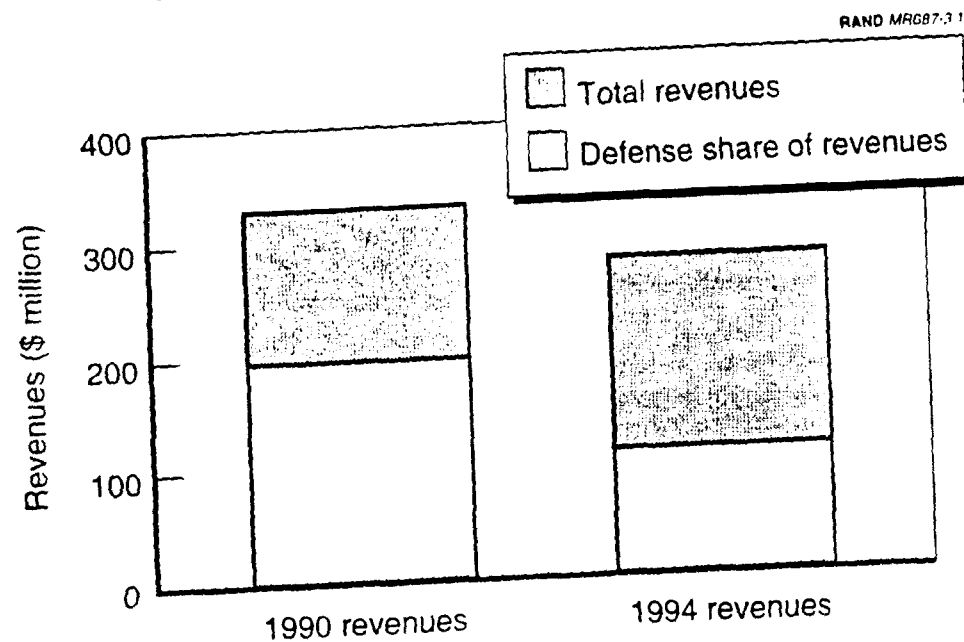 RAND MRG87-3.1
Total revenues
Defense share of revenues
400
300
200
100
0
Revenues ($ million)
1990 revenues
1994 revenues